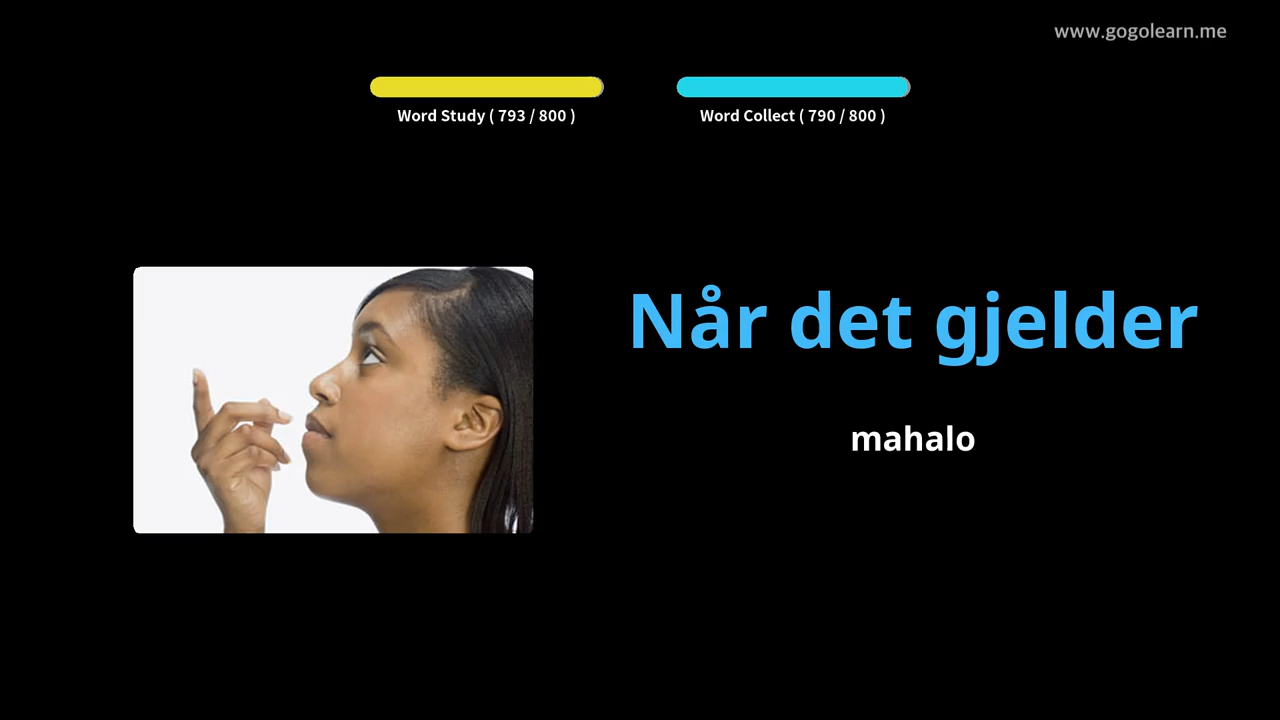 www.gogolearn.me
Word Study ( 793 / 800 )
Word Collect ( 790 / 800 )
Når det gjelder
mahalo